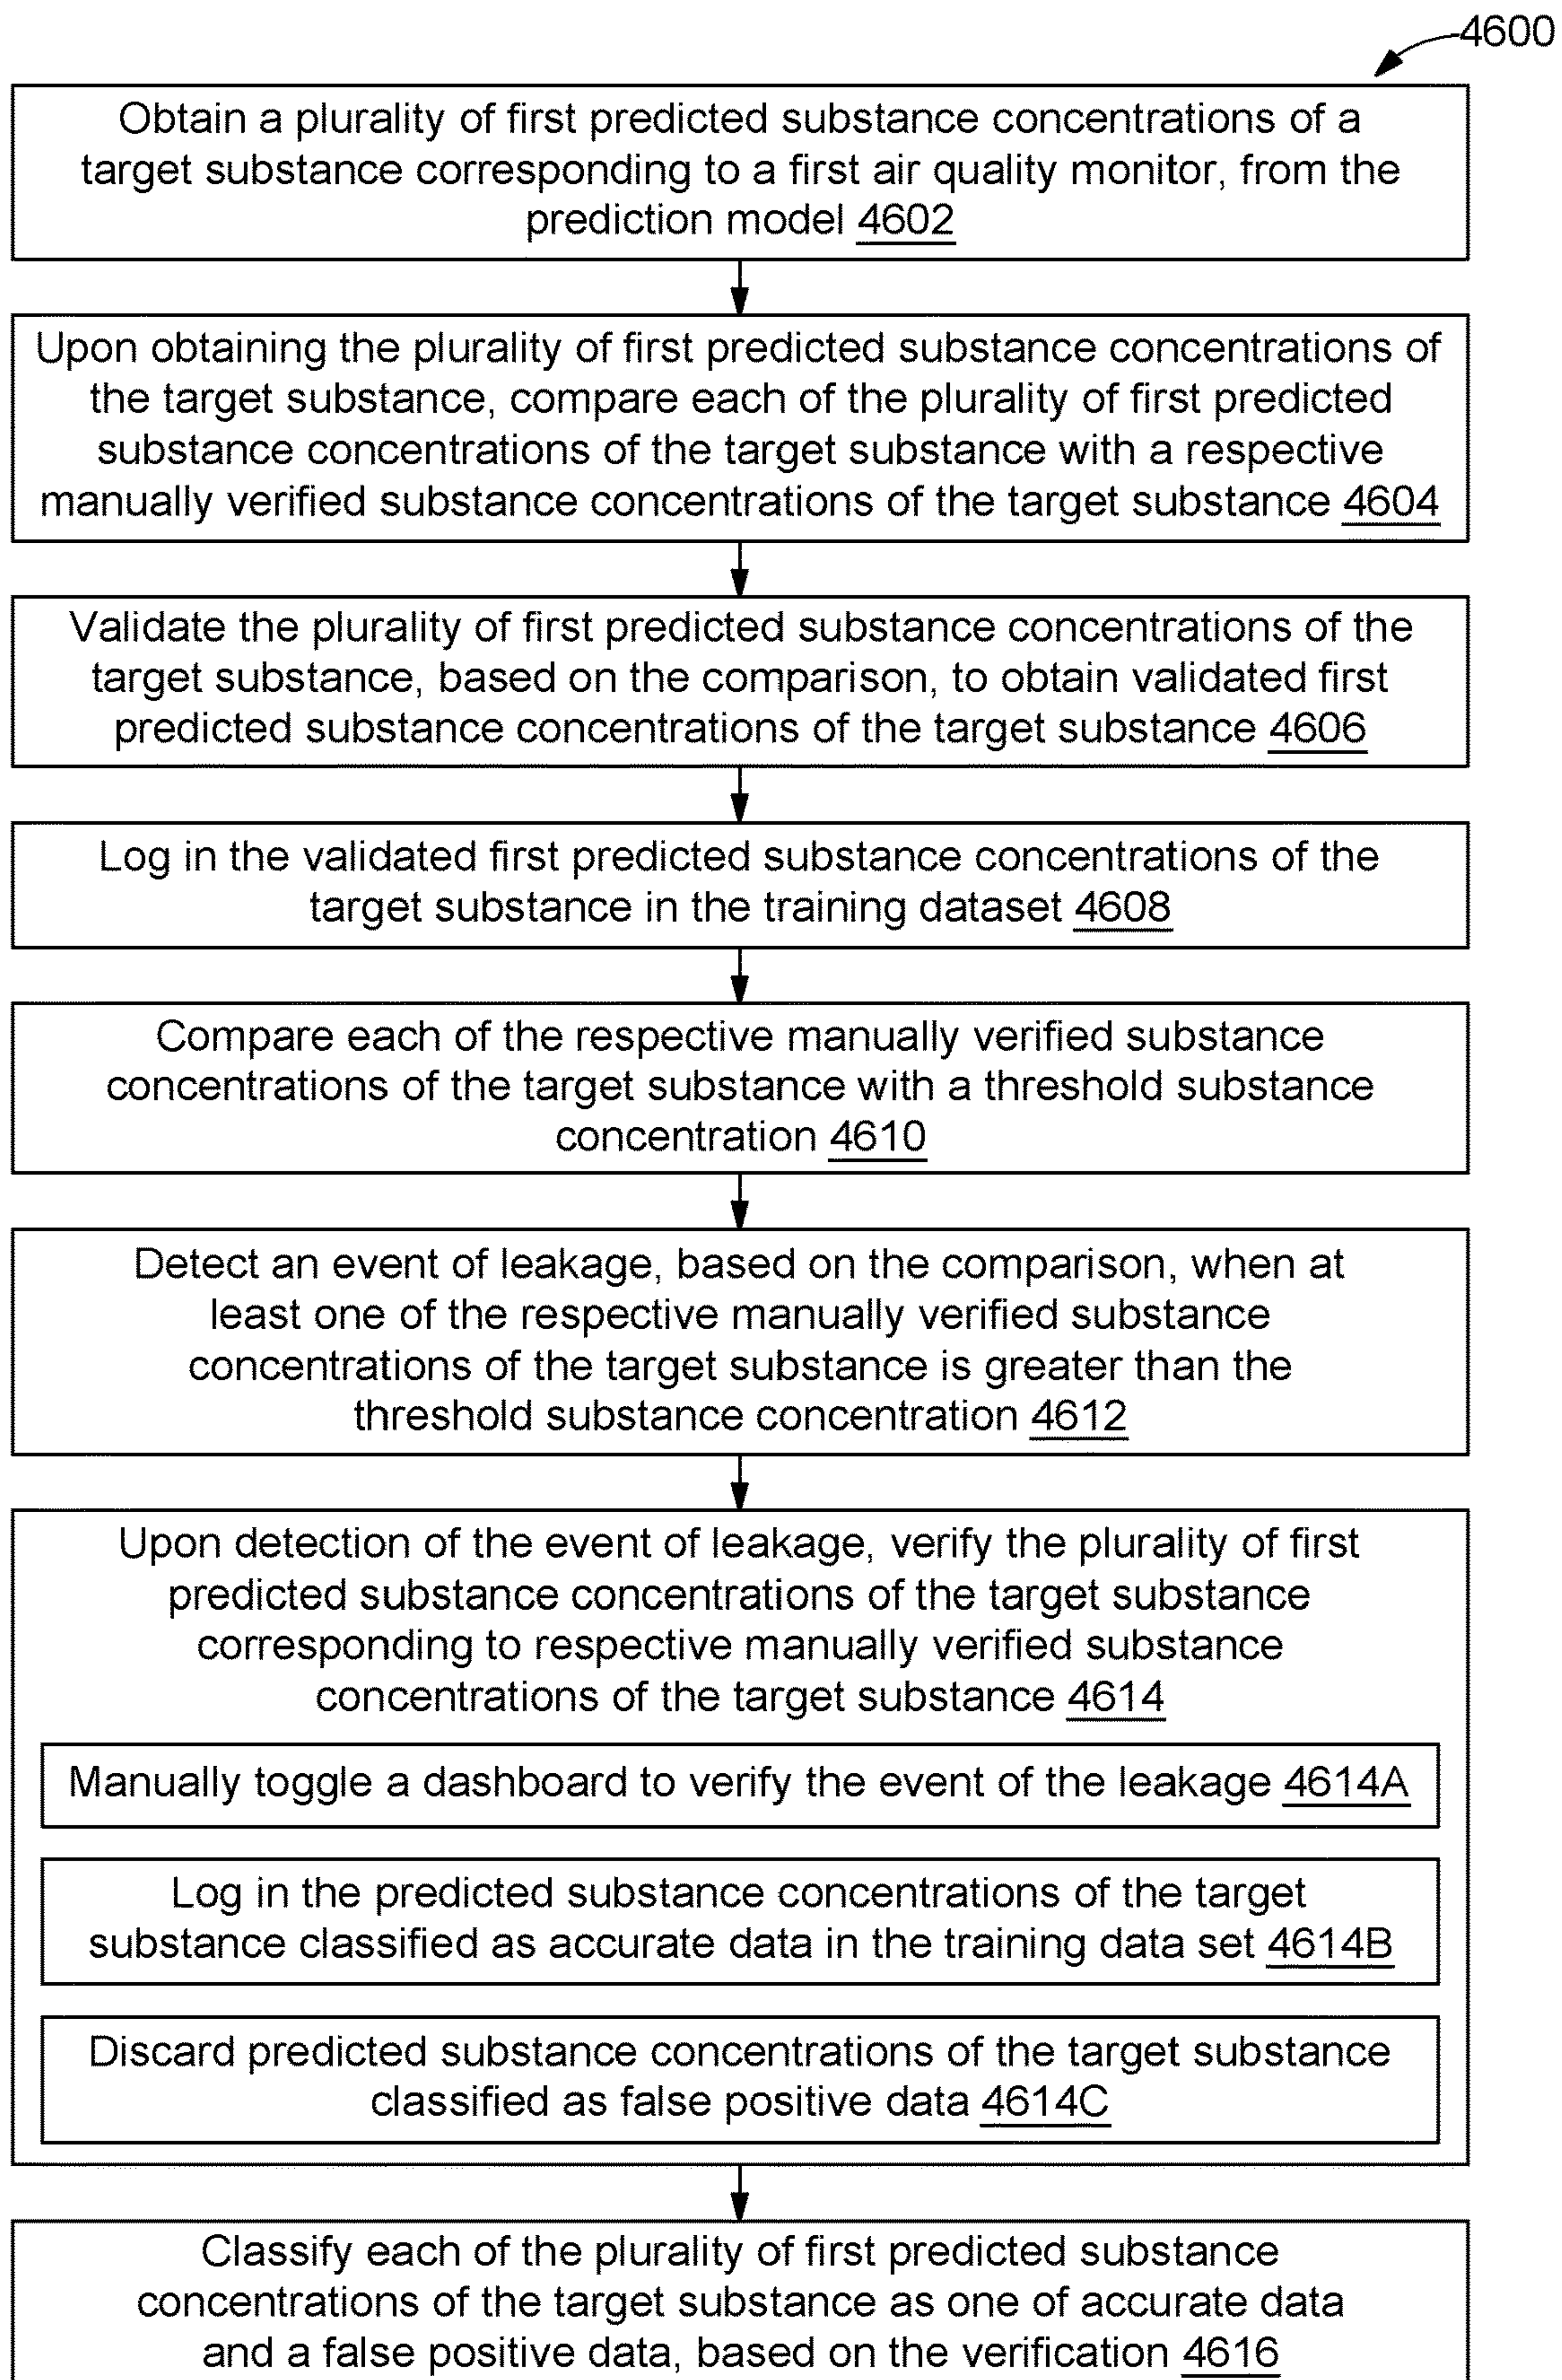 4600
Obtain a plurality of first predicted substance concentrations of a
target substance corresponding to a first air quality monitor, from the
prediction model 4602
Upon obtaining the plurality of first predicted substance concentrations of
the target substance, compare each of the plurality of first predicted
substance concentrations of the target substance with a respective
manually verified substance concentrations of the target substance 4604
Validate the plurality of first predicted substance concentrations of the
target substance, based on the comparison, to obtain validated first
predicted substance concentrations of the target substance 4606
Log in the validated first predicted substance concentrations of the
target substance in the training dataset 4608
Compare each of the respective manually verified substance
concentrations of the target substance with a threshold substance
concentration 4610
Detect an event of leakage, based on the comparison, when at
least one of the respective manually verified substance
concentrations of the target substance is greater than the
threshold substance concentration 4612
Upon detection of the event of leakage, verify the plurality of first
predicted substance concentrations of the target substance
corresponding to respective manually verified substance
concentrations of the target substance 4614
Manually toggle a dashboard to verify the event of the leakage 4614A
Log in the predicted substance concentrations of the target
substance classified as accurate data in the training data set 4614B
Discard predicted substance concentrations of the target substance
classified as false positive data 4614C
Classify each of the plurality of first predicted substance
concentrations of the target substance as one of accurate data
and a false positive data, based on the verification 4616